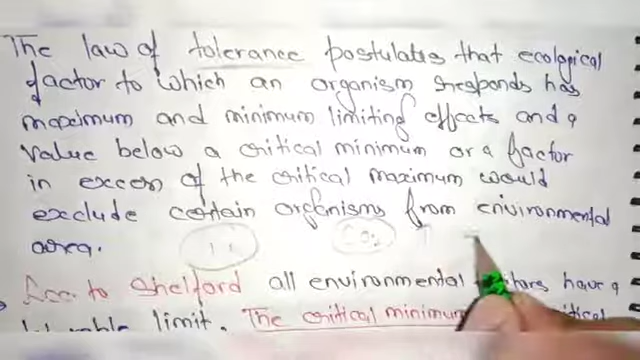 The law of tolerance postulates that ecological
factor to which an organism responds has
maximum and minimum limiting effects and a
value below a critical minimum or a factor
in excess of the critical maximum would
exclude certain organisms from environmental
area.
Acc. to Shelford all environmental have a
limit. The critical minimum critical